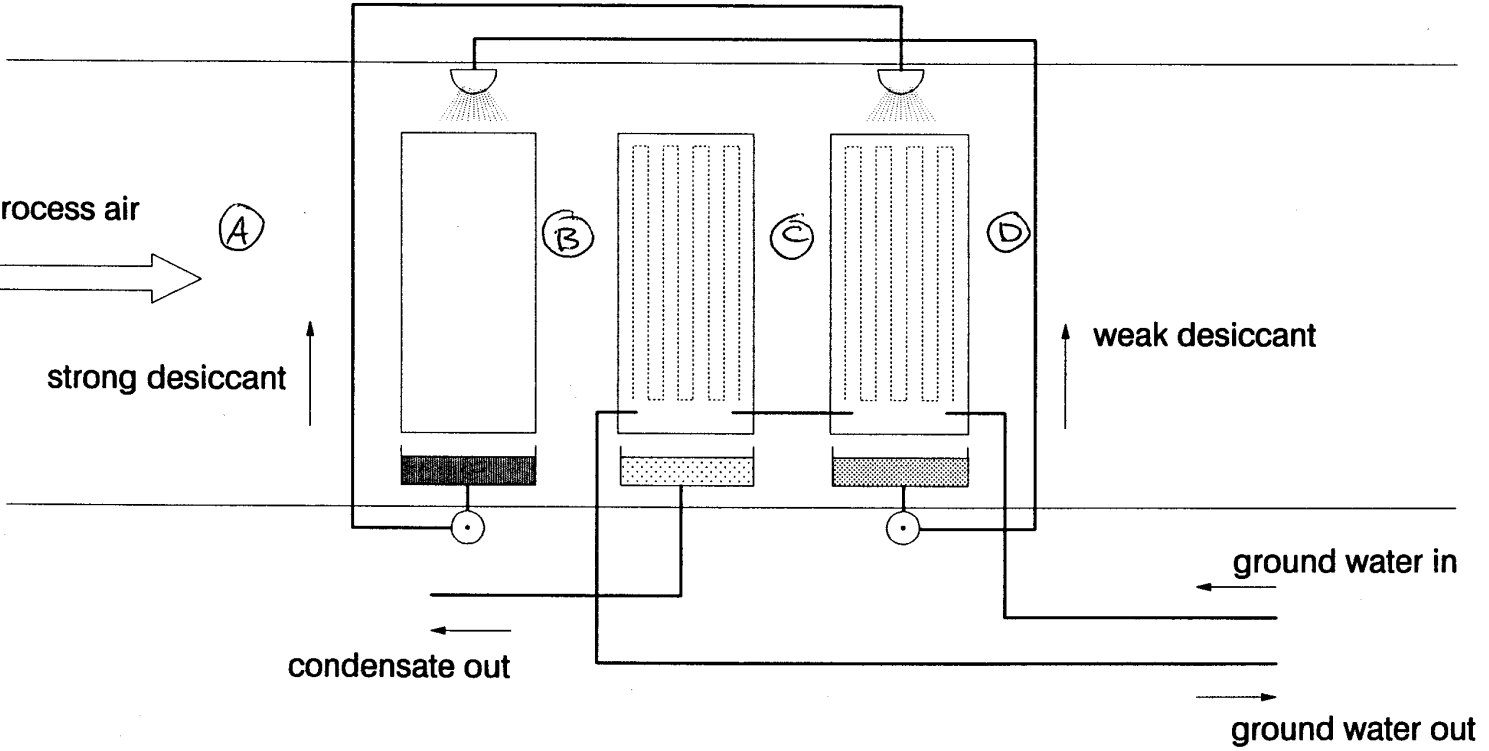 rocess air
A
B
C
D
strong desiccant
weak desiccant
ground water in
condensate out
ground water out